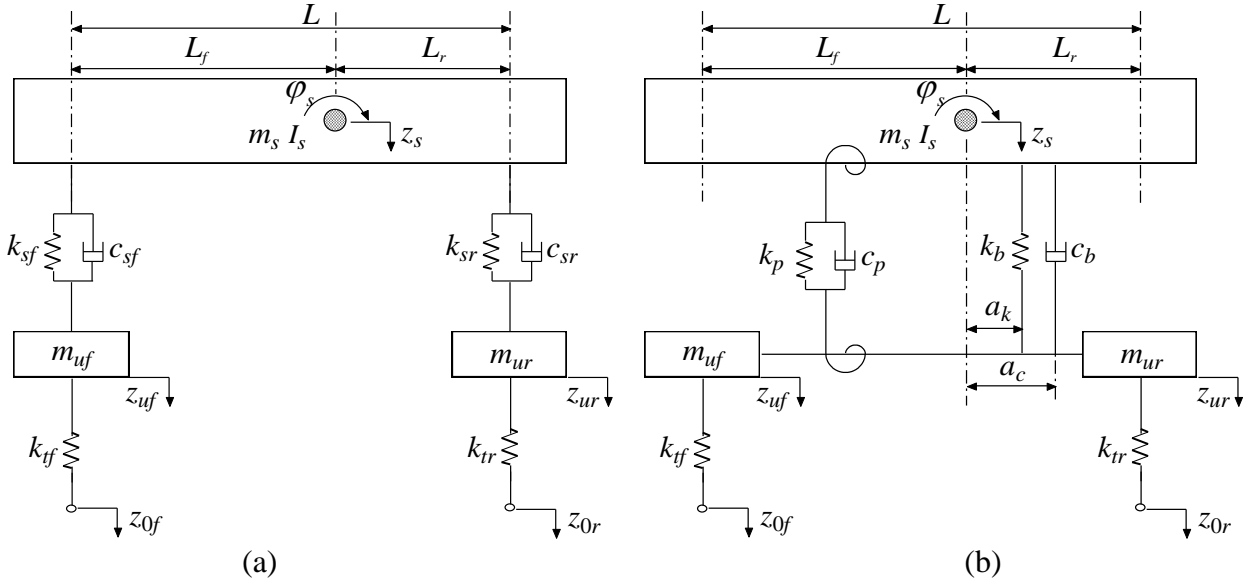 L L
L_f L_r L_f L_r
φ_s φ_s
m_s I_s z_s m_s I_s z_s
k_sf c_sf k_sr c_sr k_p c_p k_b c_b
a_k
m_uf m_ur m_uf m_ur
a_c
z_uf z_ur z_uf z_ur
k_tf k_tr k_tf k_tr
z_0f z_0r z_0f z_0r
(a) (b)